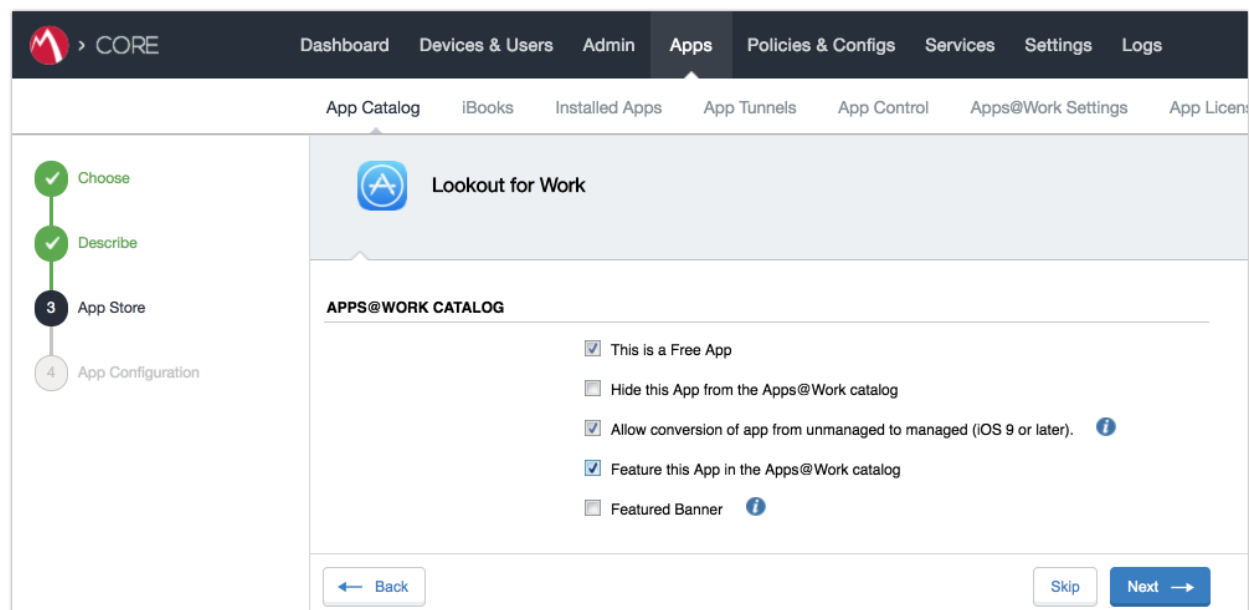 › CORE Dashboard Devices & Users Admin Apps Policies & Configs Services Settings Logs
App Catalog iBooks Installed Apps App Tunnels App Control Apps@Work Settings App Licens
Choose
Describe
3 App Store
4 App Configuration
Lookout for Work
APPS@WORK CATALOG
This is a Free App
Hide this App from the Apps@Work catalog
Allow conversion of app from unmanaged to managed (iOS 9 or later). i
Feature this App in the Apps@Work catalog
Featured Banner i
← Back Skip Next →